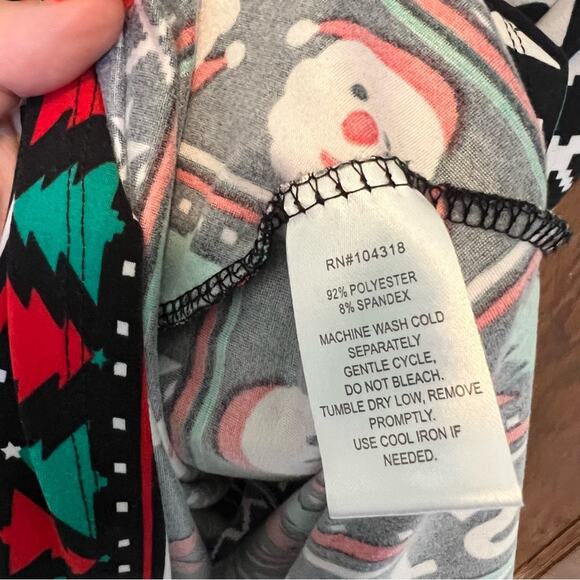 RN#104318
92% POLYESTER
8% SPANDEX
MACHINE WASH COLD
SEPARATELY
GENTLE CYCLE,
DO NOT BLEACH.
TUMBLE DRY LOW, REMOVE
PROMPTLY.
USE COOL IRON IF
NEEDED.